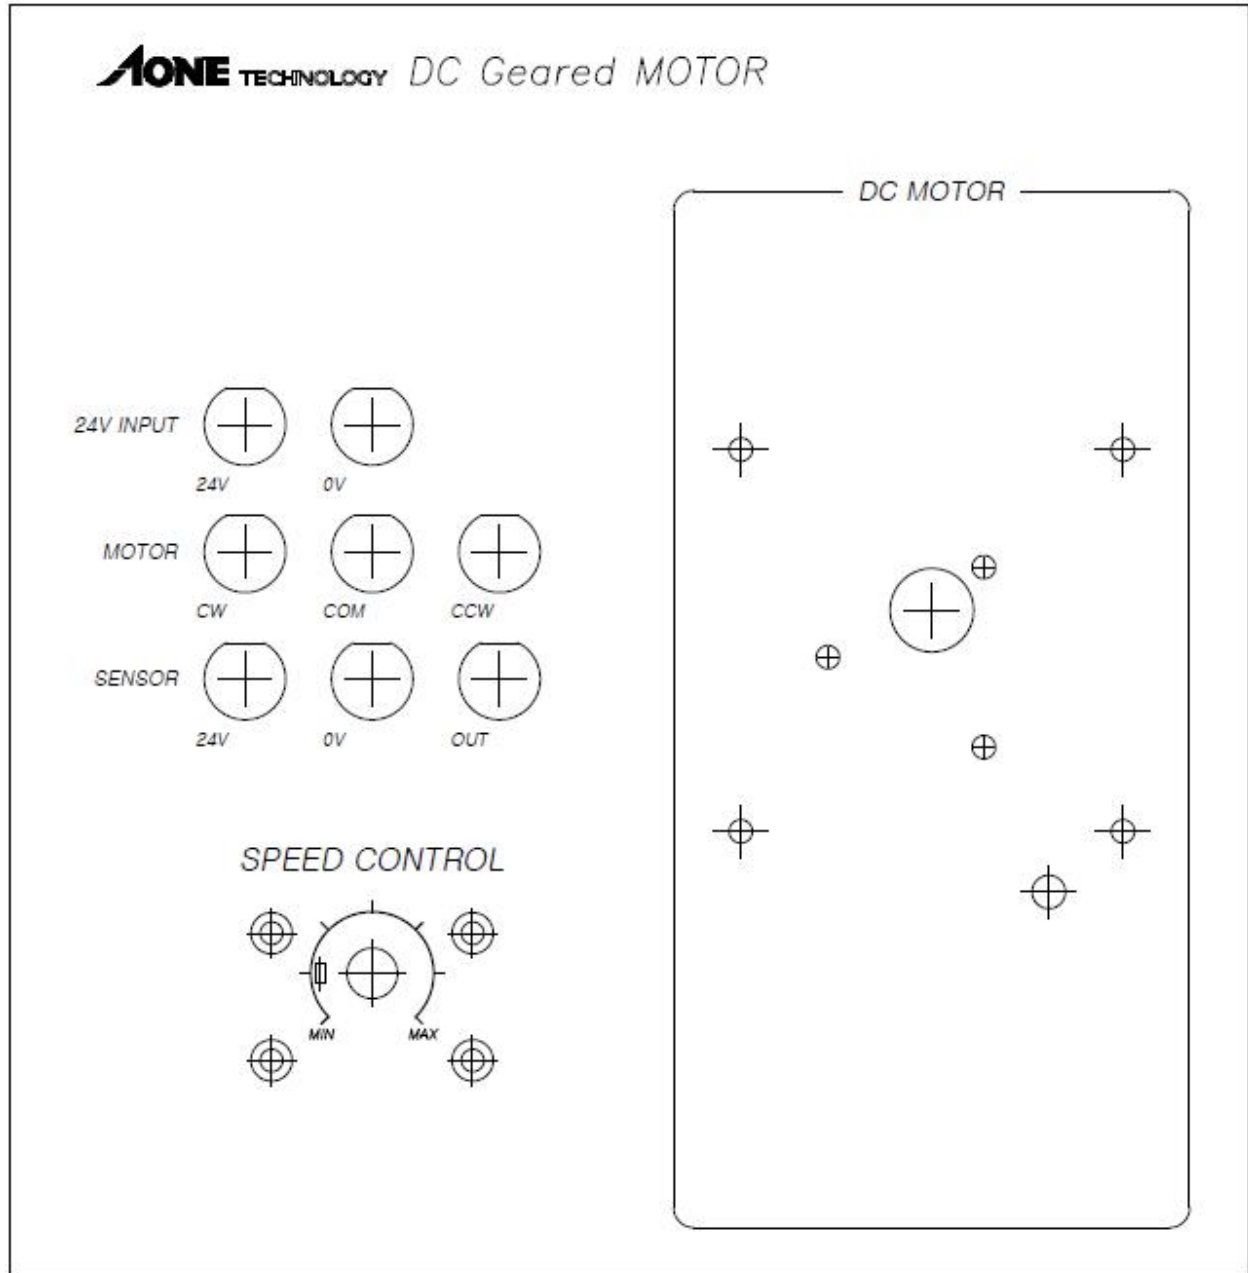 AONE TECHNOLOGY DC Geared MOTOR
DC MOTOR
24V INPUT
24V 0V
MOTOR
CW COM CCW
SENSOR
24V 0V OUT
SPEED CONTROL
MIN MAX